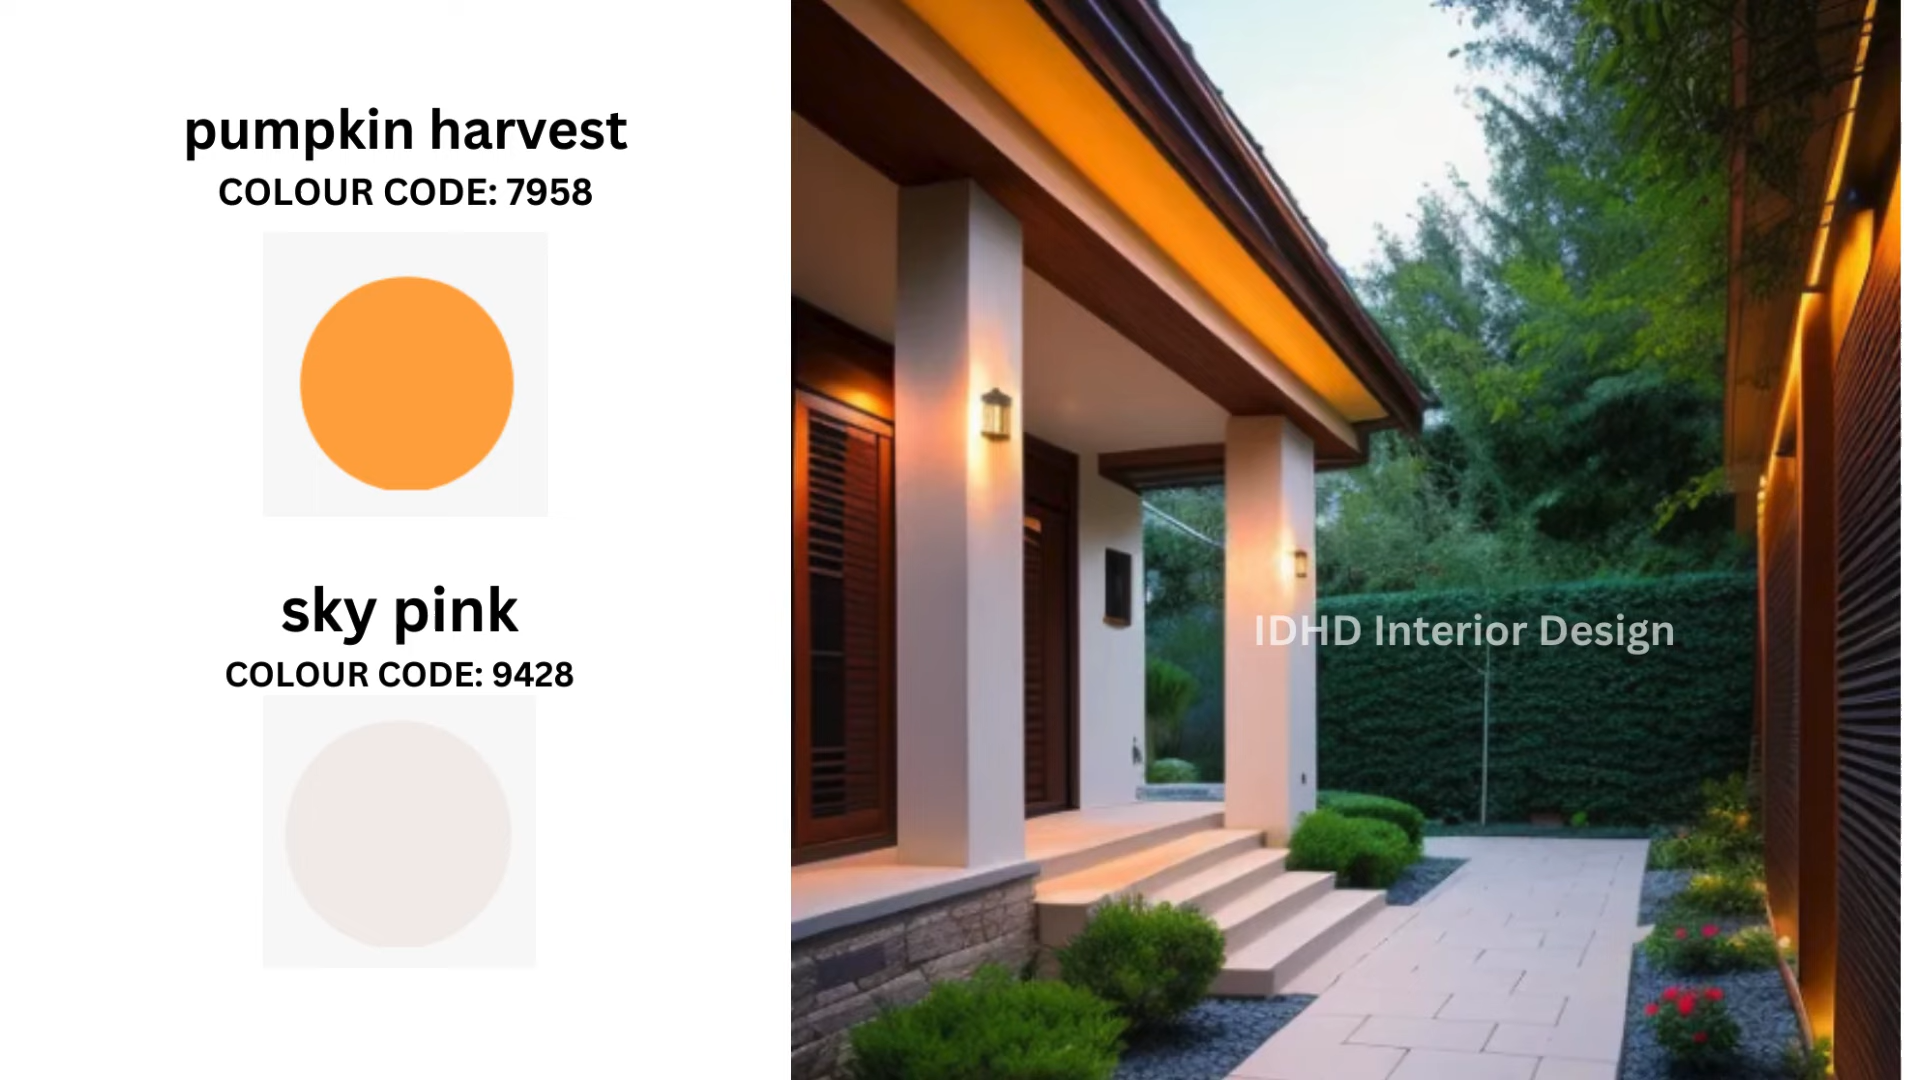 pumpkin harvest
COLOUR CODE: 7958
sky pink
COLOUR CODE: 9428
IDHD Interior Design